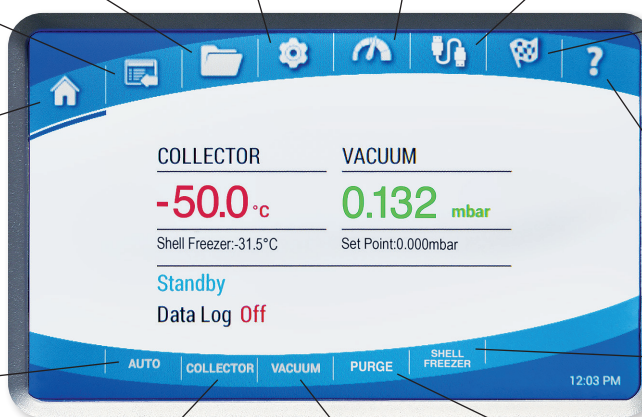 ?
COLLECTOR
VACUUM
-50.0 °C
0.132 mbar
Shell Freezer:-31.5°C
Set Point:0.000mbar
Standby
Data Log Off
AUTO
COLLECTOR
VACUUM
PURGE
SHELL
FREEZER
12:03 PM